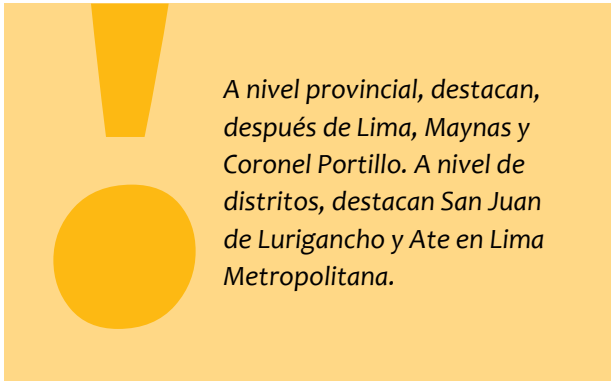 A nivel provincial, destacan,
después de Lima, Maynas y
Coronel Portillo. A nivel de
distritos, destacan San Juan
de Lurigancho y Ate en Lima
Metropolitana.